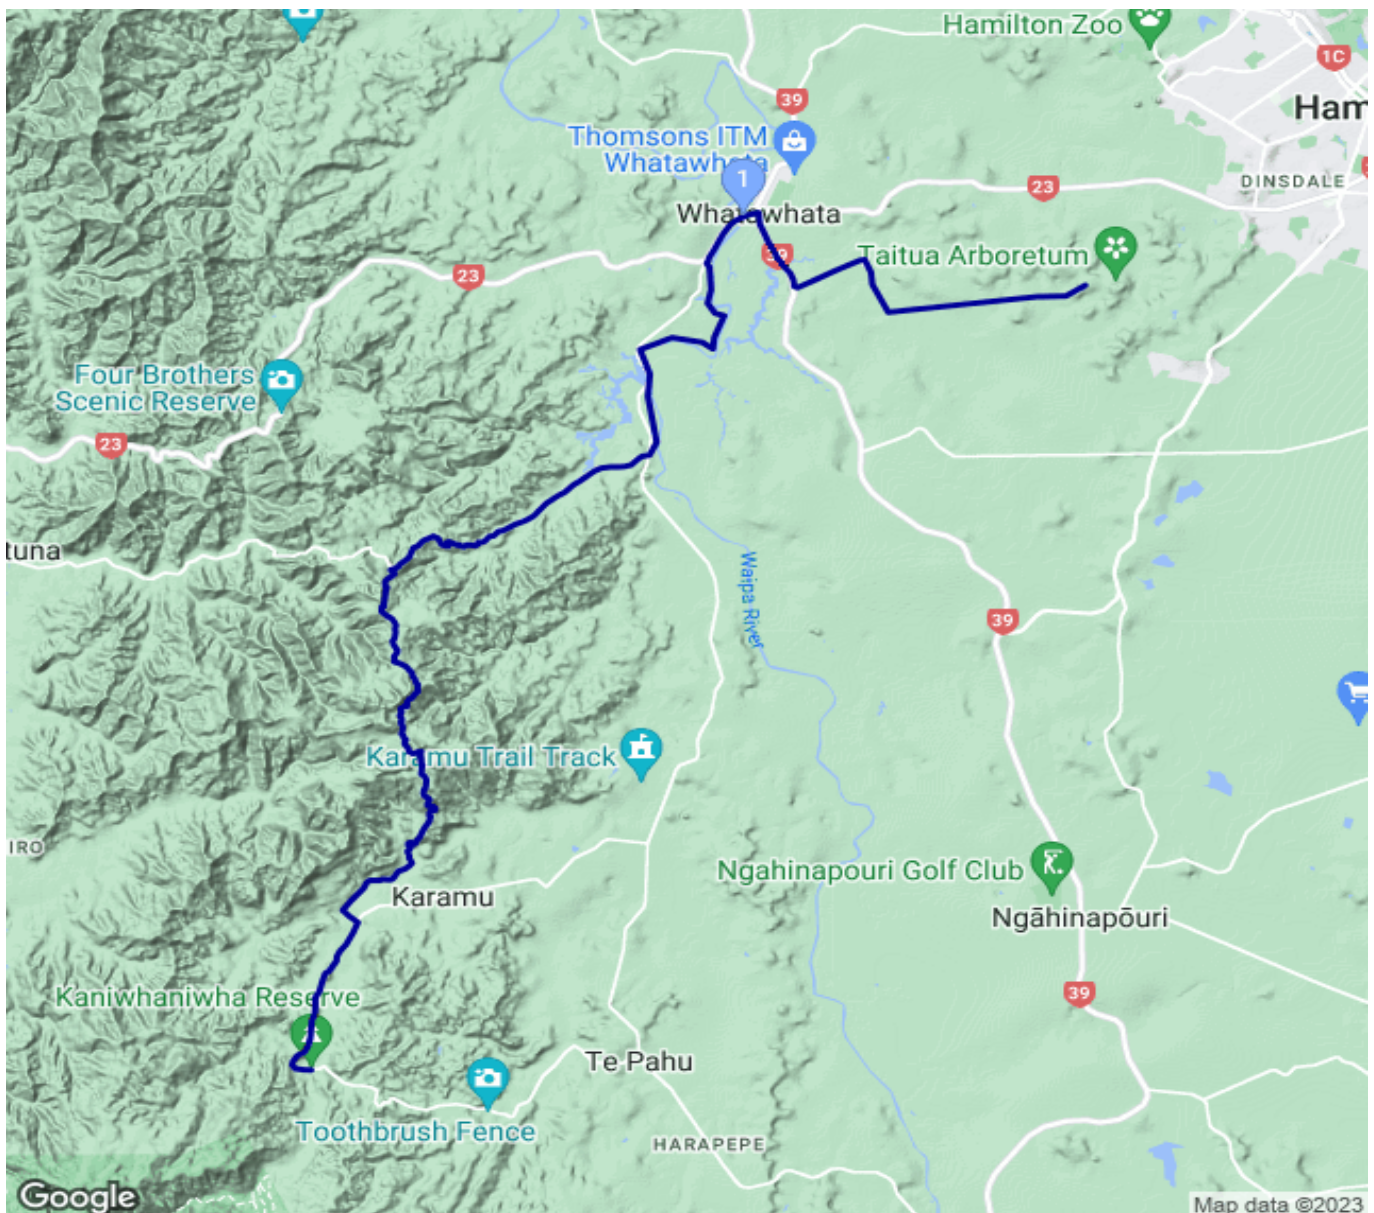 Hamilton Zoo
1C
Ham
39
Thomsons ITM
Whatawhata
1
DINSDALE
23
Whatawhata
39
Taitua Arboretum
23
Four Brothers
Scenic Reserve
23
tuna
Waipa River
39
Karamu Trail Track
IRO
Ngahinapouri Golf Club
Karamu
Ngāhinapōuri
Kaniwhaniwha Reserve
39
Te Pahu
Toothbrush Fence
HARAPEPE
Google
Map data ©2023